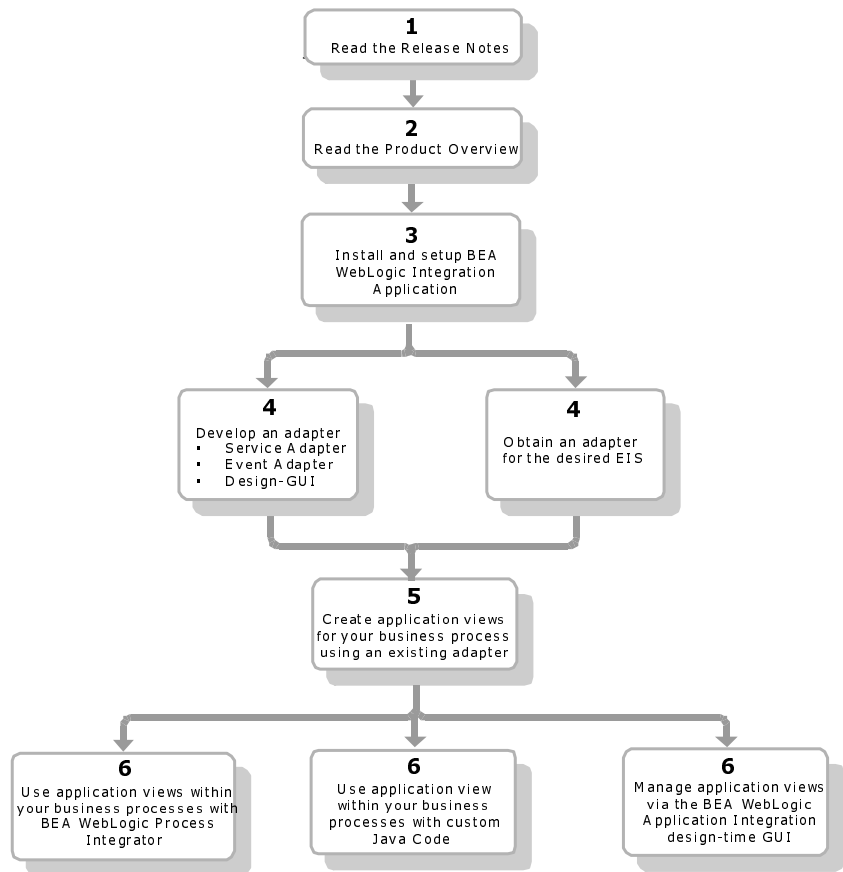 1
Read the Release Notes
2
Read the Product Overview
3
Install and setup BEA
WebLogic Integration
Application
4
Develop an adapter
▪ Service Adapter
▪ Event Adapter
▪ Design-GUI
4
Obtain an adapter
for the desired EIS
5
Create application views
for your business process
using an existing adapter
6
Use application views within
your business processes with
BEA WebLogic Process
Integrator
6
Use application view
within your business
processes with custom
Java Code
6
Manage application views
via the BEA WebLogic
Application Integration
design-time GUI